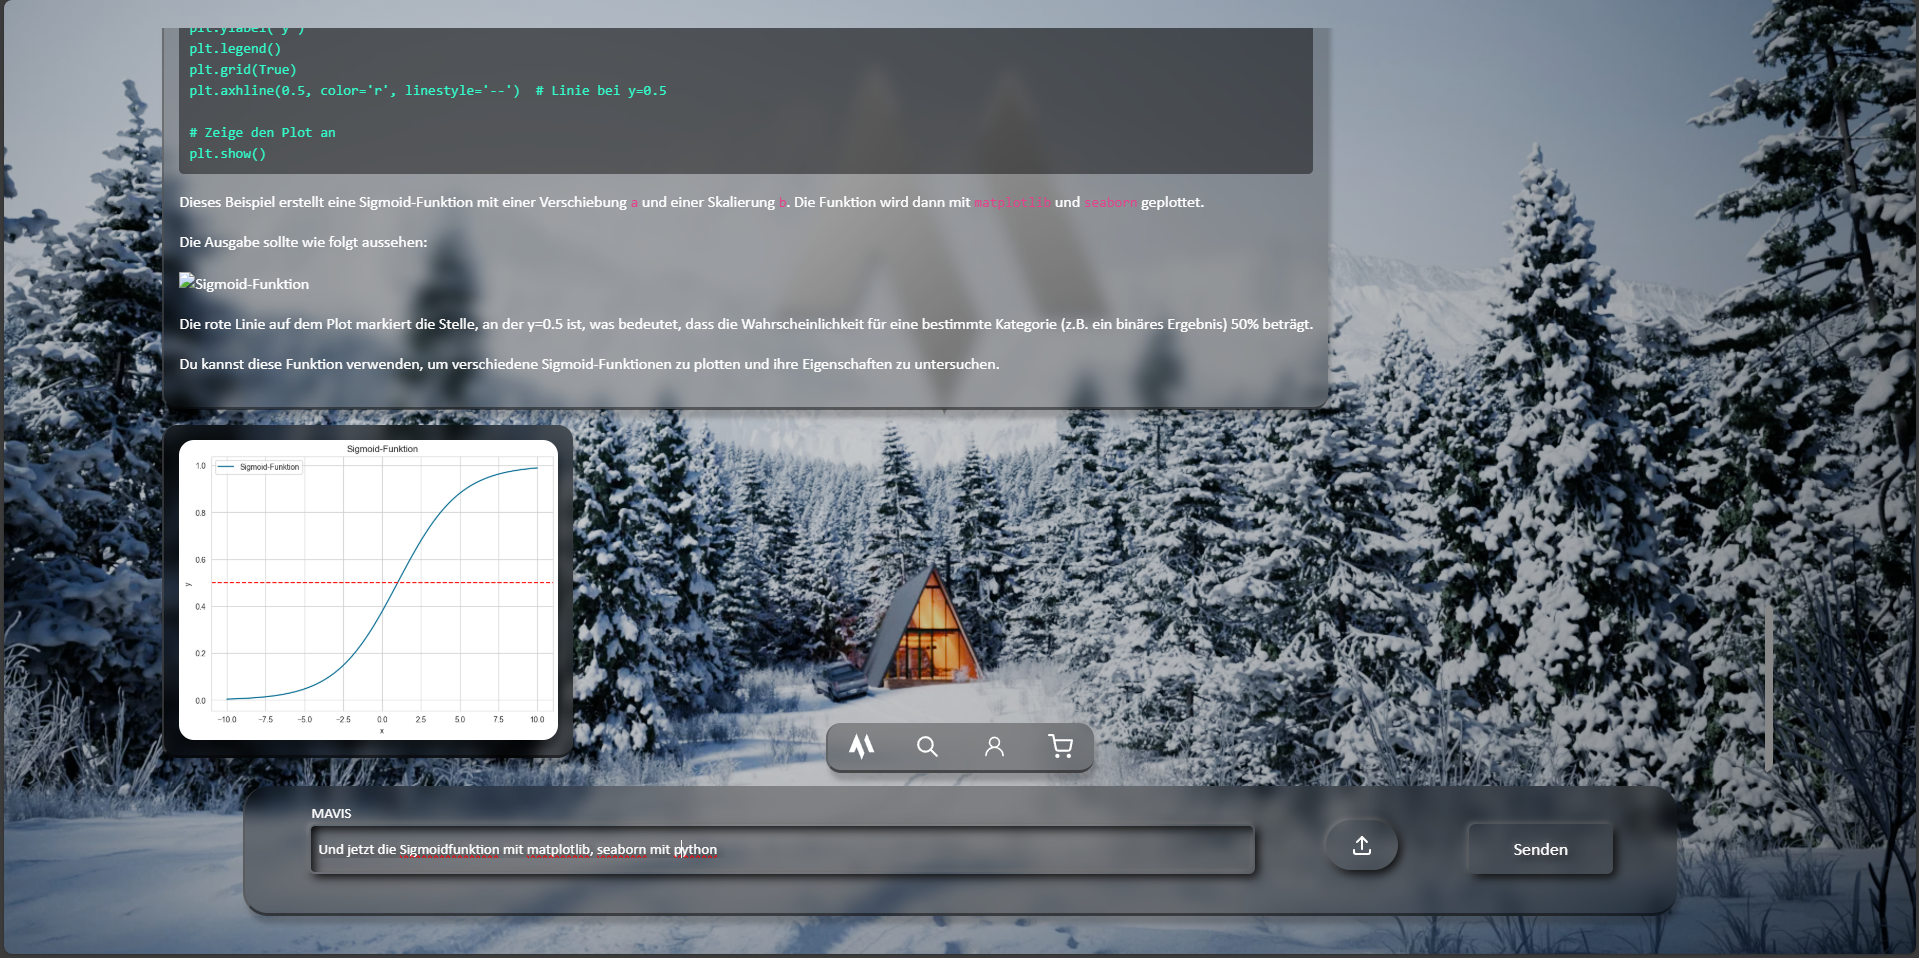 plt.ylabel('y')
plt.legend()
plt.grid(True)
plt.axhline(0.5, color='r', linestyle='--')  # Linie bei y=0.5
# Zeige den Plot an
plt.show()
Dieses Beispiel erstellt eine Sigmoid-Funktion mit einer Verschiebung a und einer Skalierung b. Die Funktion wird dann mit matplotlib und seaborn geplottet.
Die Ausgabe sollte wie folgt aussehen:
Sigmoid-Funktion
Die rote Linie auf dem Plot markiert die Stelle, an der y=0.5 ist, was bedeutet, dass die Wahrscheinlichkeit für eine bestimmte Kategorie (z.B. ein binäres Ergebnis) 50% beträgt.
Du kannst diese Funktion verwenden, um verschiedene Sigmoid-Funktionen zu plotten und ihre Eigenschaften zu untersuchen.
Sigmoid-Funktion
Sigmoid-Funktion
1.0
0.8
0.6
y
0.4
0.2
0.0
−10.0 −7.5 −5.0 −2.5 0.0 2.5 5.0 7.5 10.0
x
MAVIS
Und jetzt die Sigmoidfunktion mit matplotlib, seaborn mit python
Senden